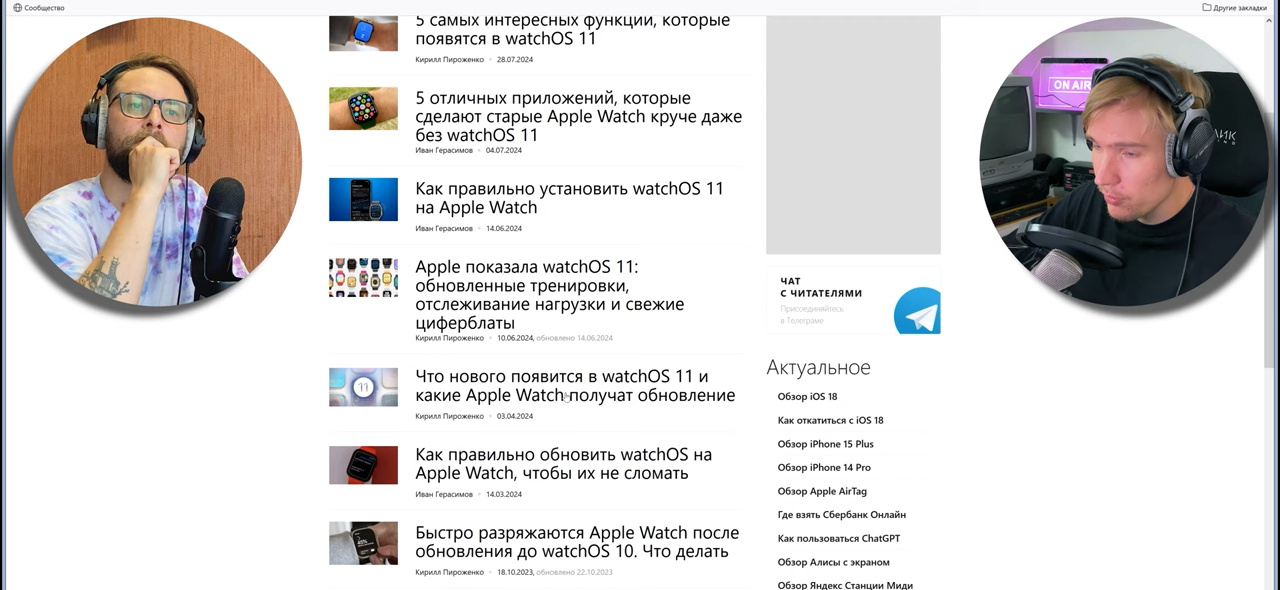 Сообщество
Другие закладки
5 самых интересных функции, которые
появятся в watchOS 11
Кирилл Пироженко • 28.07.2024
5 отличных приложений, которые
сделают старые Apple Watch круче даже
без watchOS 11
Иван Герасимов • 04.07.2024
Как правильно установить watchOS 11
на Apple Watch
Иван Герасимов • 14.06.2024
Apple показала watchOS 11:
обновленные тренировки,
отслеживание нагрузки и свежие
циферблаты
Кирилл Пироженко • 10.06.2024, обновлено 14.06.2024
11
Что нового появится в watchOS 11 и
какие Apple Watch получат обновление
Кирилл Пироженко • 03.04.2024
Как правильно обновить watchOS на
Apple Watch, чтобы их не сломать
Иван Герасимов • 14.03.2024
Быстро разряжаются Apple Watch после
обновления до watchOS 10. Что делать
Кирилл Пироженко • 18.10.2023, обновлено 22.10.2023
ЧАТ
С ЧИТАТЕЛЯМИ
Присоединяйтесь
в Телеграме
Актуальное
Обзор iOS 18
Как откатиться с iOS 18
Обзор iPhone 15 Plus
Обзор iPhone 14 Pro
Обзор Apple AirTag
Где взять Сбербанк Онлайн
Как пользоваться ChatGPT
Обзор Алисы с экраном
Обзор Яндекс Станции Миди
ON AIR